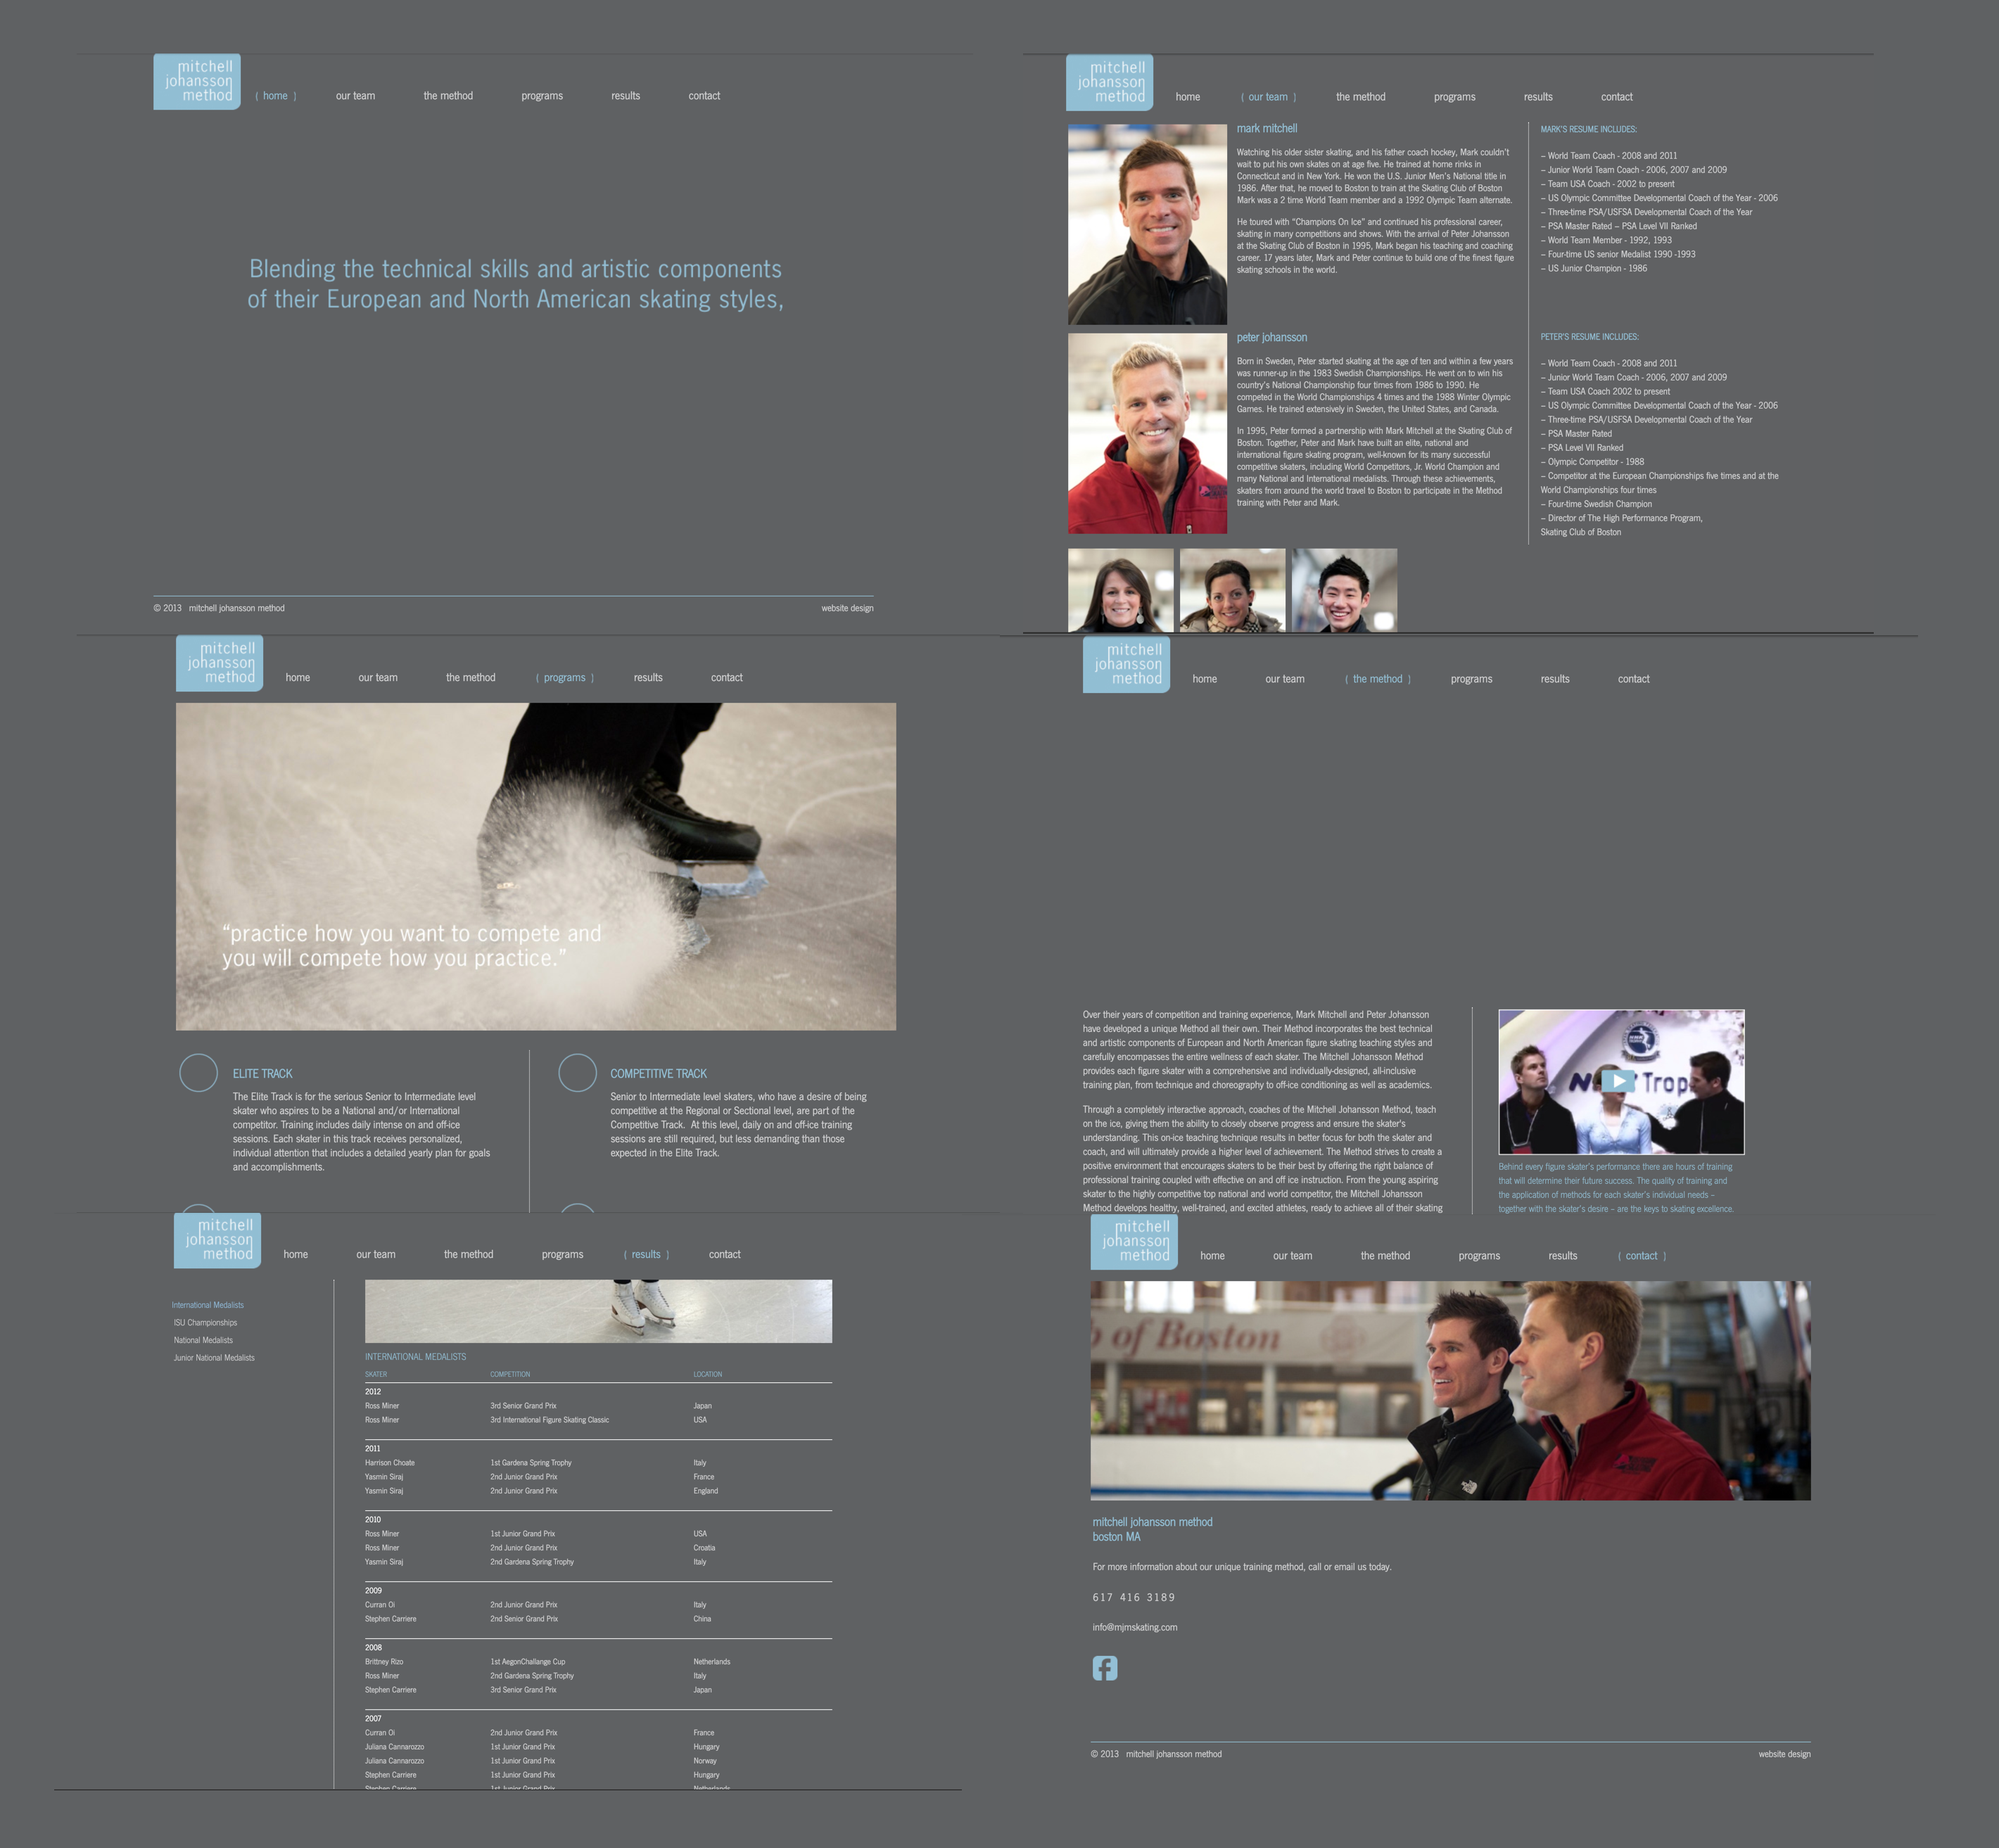 mitchell
johansson
method
{ home }
our team
the method
programs
results
contact
Blending the technical skills and artistic components
of their European and North American skating styles,
© 2013 mitchell johansson method
website design
mitchell
johansson
method
home
{ our team }
the method
programs
results
contact
mark mitchell
Watching his older sister skating, and his father coach hockey, Mark couldn't
wait to put his own skates on at age five. He trained at home rinks in
Connecticut and in New York. He won the U.S. Junior Men's National title in
1986. After that, he moved to Boston to train at the Skating Club of Boston
Mark was a 2 time World Team member and a 1992 Olympic Team alternate.
He toured with "Champions On Ice" and continued his professional career,
skating in many competitions and shows. With the arrival of Peter Johansson
at the Skating Club of Boston in 1995, Mark began his teaching and coaching
career. 17 years later, Mark and Peter continue to build one of the finest figure
skating schools in the world.
MARK'S RESUME INCLUDES:
– World Team Coach - 2008 and 2011
– Junior World Team Coach - 2006, 2007 and 2009
– Team USA Coach - 2002 to present
– US Olympic Committee Developmental Coach of the Year - 2006
– Three-time PSA/USFSA Developmental Coach of the Year
– PSA Master Rated – PSA Level VII Ranked
– World Team Member - 1992, 1993
– Four-time US senior Medalist 1990 -1993
– US Junior Champion - 1986
peter johansson
Born in Sweden, Peter started skating at the age of ten and within a few years
was runner-up in the 1983 Swedish Championships. He went on to win his
country's National Championship four times from 1986 to 1990. He
competed in the World Championships 4 times and the 1988 Winter Olympic
Games. He trained extensively in Sweden, the United States, and Canada.
In 1995, Peter formed a partnership with Mark Mitchell at the Skating Club of
Boston. Together, Peter and Mark have built an elite, national and
international figure skating program, well-known for its many successful
competitive skaters, including World Competitors, Jr. World Champion and
many National and International medalists. Through these achievements,
skaters from around the world travel to Boston to participate in the Method
training with Peter and Mark.
PETER'S RESUME INCLUDES:
– World Team Coach - 2008 and 2011
– Junior World Team Coach - 2006, 2007 and 2009
– Team USA Coach 2002 to present
– US Olympic Committee Developmental Coach of the Year - 2006
– Three-time PSA/USFSA Developmental Coach of the Year
– PSA Master Rated
– PSA Level VII Ranked
– Olympic Competitor - 1988
– Competitor at the European Championships five times and at the
World Championships four times
– Four-time Swedish Champion
– Director of The High Performance Program,
Skating Club of Boston
mitchell
johansson
method
home
our team
the method
{ programs }
results
contact
"practice how you want to compete and
you will compete how you practice."
ELITE TRACK
The Elite Track is for the serious Senior to Intermediate level
skater who aspires to be a National and/or International
competitor. Training includes daily intense on and off-ice
sessions. Each skater in this track receives personalized,
individual attention that includes a detailed yearly plan for goals
and accomplishments.
COMPETITIVE TRACK
Senior to Intermediate level skaters, who have a desire of being
competitive at the Regional or Sectional level, are part of the
Competitive Track. At this level, daily on and off-ice training
sessions are still required, but less demanding than those
expected in the Elite Track.
mitchell
johansson
method
home
our team
{ the method }
programs
results
contact
Over their years of competition and training experience, Mark Mitchell and Peter Johansson
have developed a unique Method all their own. Their Method incorporates the best technical
and artistic components of European and North American figure skating teaching styles and
carefully encompasses the entire wellness of each skater. The Mitchell Johansson Method
provides each figure skater with a comprehensive and individually-designed, all-inclusive
training plan, from technique and choreography to off-ice conditioning as well as academics.
Through a completely interactive approach, coaches of the Mitchell Johansson Method, teach
on the ice, giving them the ability to closely observe progress and ensure the skater's
understanding. This on-ice teaching technique results in better focus for both the skater and
coach, and will ultimately provide a higher level of achievement. The Method strives to create a
positive environment that encourages skaters to be their best by offering the right balance of
professional training coupled with effective on and off ice instruction. From the young aspiring
skater to the highly competitive top national and world competitor, the Mitchell Johansson
Method develops healthy, well-trained, and excited athletes, ready to achieve all of their skating
Trop
Behind every figure skater's performance there are hours of training
that will determine their future success. The quality of training and
the application of methods for each skater's individual needs –
together with the skater's desire – are the keys to skating excellence.
mitchell
johansson
method
home
our team
the method
programs
{ results }
contact
International Medalists
ISU Championships
National Medalists
Junior National Medalists
INTERNATIONAL MEDALISTS
SKATER COMPETITION LOCATION
2012
Ross Miner 3rd Senior Grand Prix Japan
Ross Miner 3rd International Figure Skating Classic USA
2011
Harrison Choate 1st Gardena Spring Trophy Italy
Yasmin Siraj 2nd Junior Grand Prix France
Yasmin Siraj 2nd Junior Grand Prix England
2010
Ross Miner 1st Junior Grand Prix USA
Ross Miner 2nd Junior Grand Prix Croatia
Yasmin Siraj 2nd Gardena Spring Trophy Italy
2009
Curran Oi 2nd Junior Grand Prix Italy
Stephen Carriere 2nd Senior Grand Prix China
2008
Brittney Rizo 1st AegonChallange Cup Netherlands
Ross Miner 2nd Gardena Spring Trophy Italy
Stephen Carriere 3rd Senior Grand Prix Japan
2007
Curran Oi 2nd Junior Grand Prix France
Juliana Cannarozzo 1st Junior Grand Prix Hungary
Juliana Cannarozzo 1st Junior Grand Prix Norway
Stephen Carriere 1st Junior Grand Prix Hungary
Stephen Carriere 1st Junior Grand Prix Netherlands
mitchell
johansson
method
home
our team
the method
programs
results
{ contact }
of Boston
mitchell johansson method
boston MA
For more information about our unique training method, call or email us today.
617 416 3189
info@mjmskating.com
© 2013 mitchell johansson method
website design